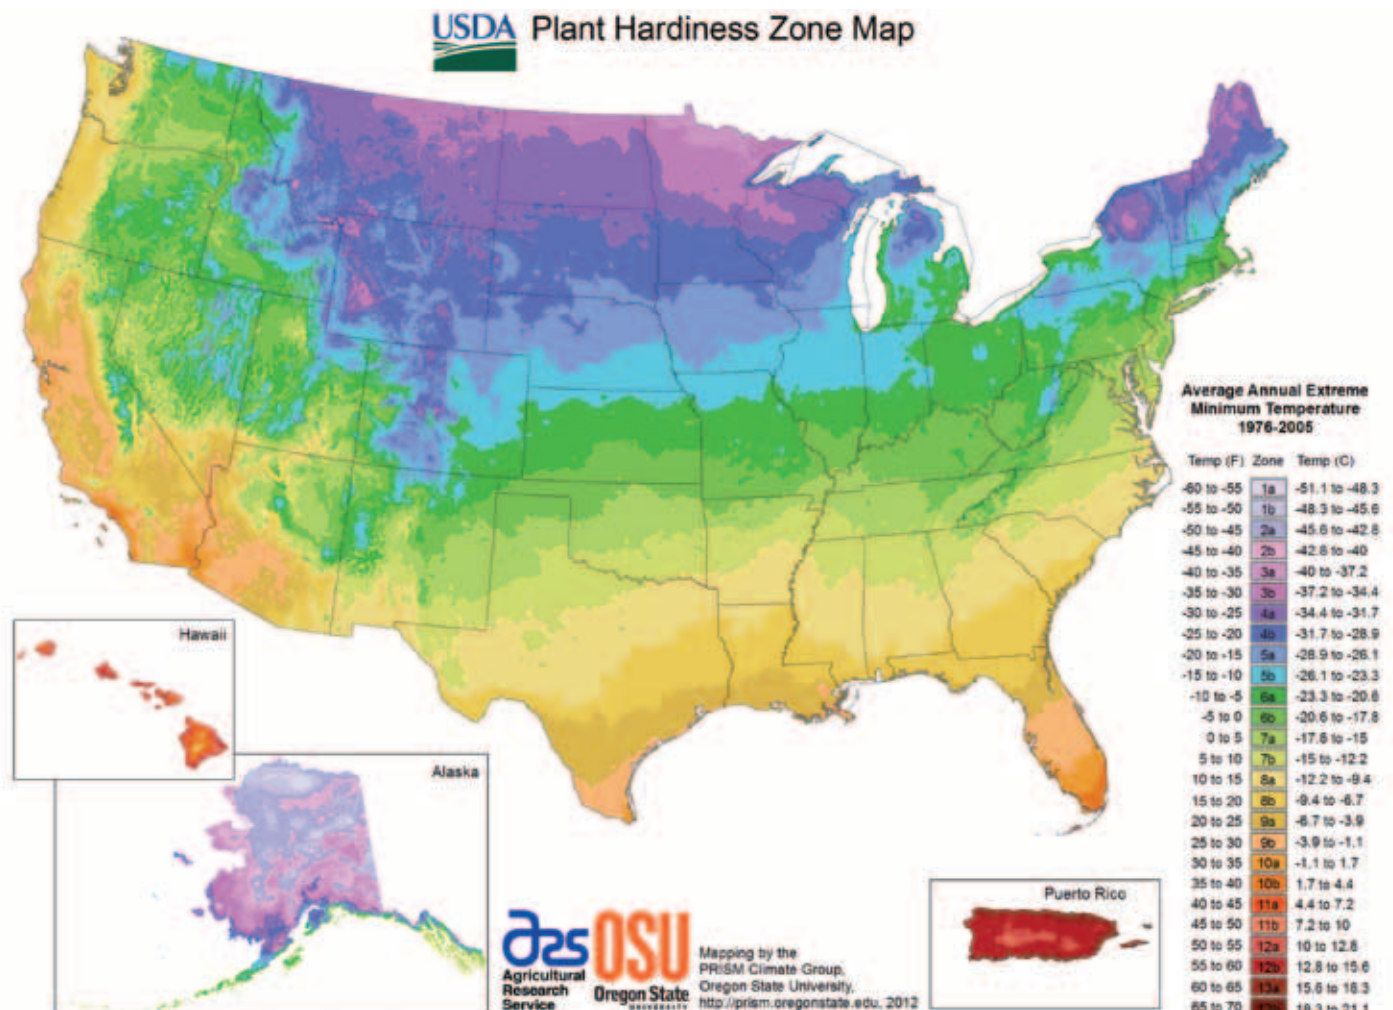 USDA Plant Hardiness Zone Map
Average Annual Extreme
Minimum Temperature
1976-2005
Temp (F) Zone Temp (C)
-60 to -55 1a -51.1 to -48.3
-55 to -50 1b -48.3 to -45.6
-50 to -45 2a -45.6 to -42.8
-45 to -40 2b -42.8 to -40
-40 to -35 3a -40 to -37.2
-35 to -30 3b -37.2 to -34.4
-30 to -25 4a -34.4 to -31.7
-25 to -20 4b -31.7 to -28.9
-20 to -15 5a -28.9 to -26.1
-15 to -10 5b -26.1 to -23.3
-10 to -5 6a -23.3 to -20.6
-5 to 0 6b -20.6 to -17.8
0 to 5 7a -17.8 to -15
5 to 10 7b -15 to -12.2
10 to 15 8a -12.2 to -9.4
15 to 20 8b -9.4 to -6.7
20 to 25 9a -6.7 to -3.9
25 to 30 9b -3.9 to -1.1
30 to 35 10a -1.1 to 1.7
35 to 40 10b 1.7 to 4.4
40 to 45 11a 4.4 to 7.2
45 to 50 11b 7.2 to 10
50 to 55 12a 10 to 12.8
55 to 60 12b 12.8 to 15.6
60 to 65 13a 15.6 to 18.3
65 to 70 13b 18.3 to 21.1
Hawaii
Alaska
Puerto Rico
ars
Agricultural
Research
Service
OSU
Oregon State
UNIVERSITY
Mapping by the
PRISM Climate Group,
Oregon State University,
http://prism.oregonstate.edu, 2012